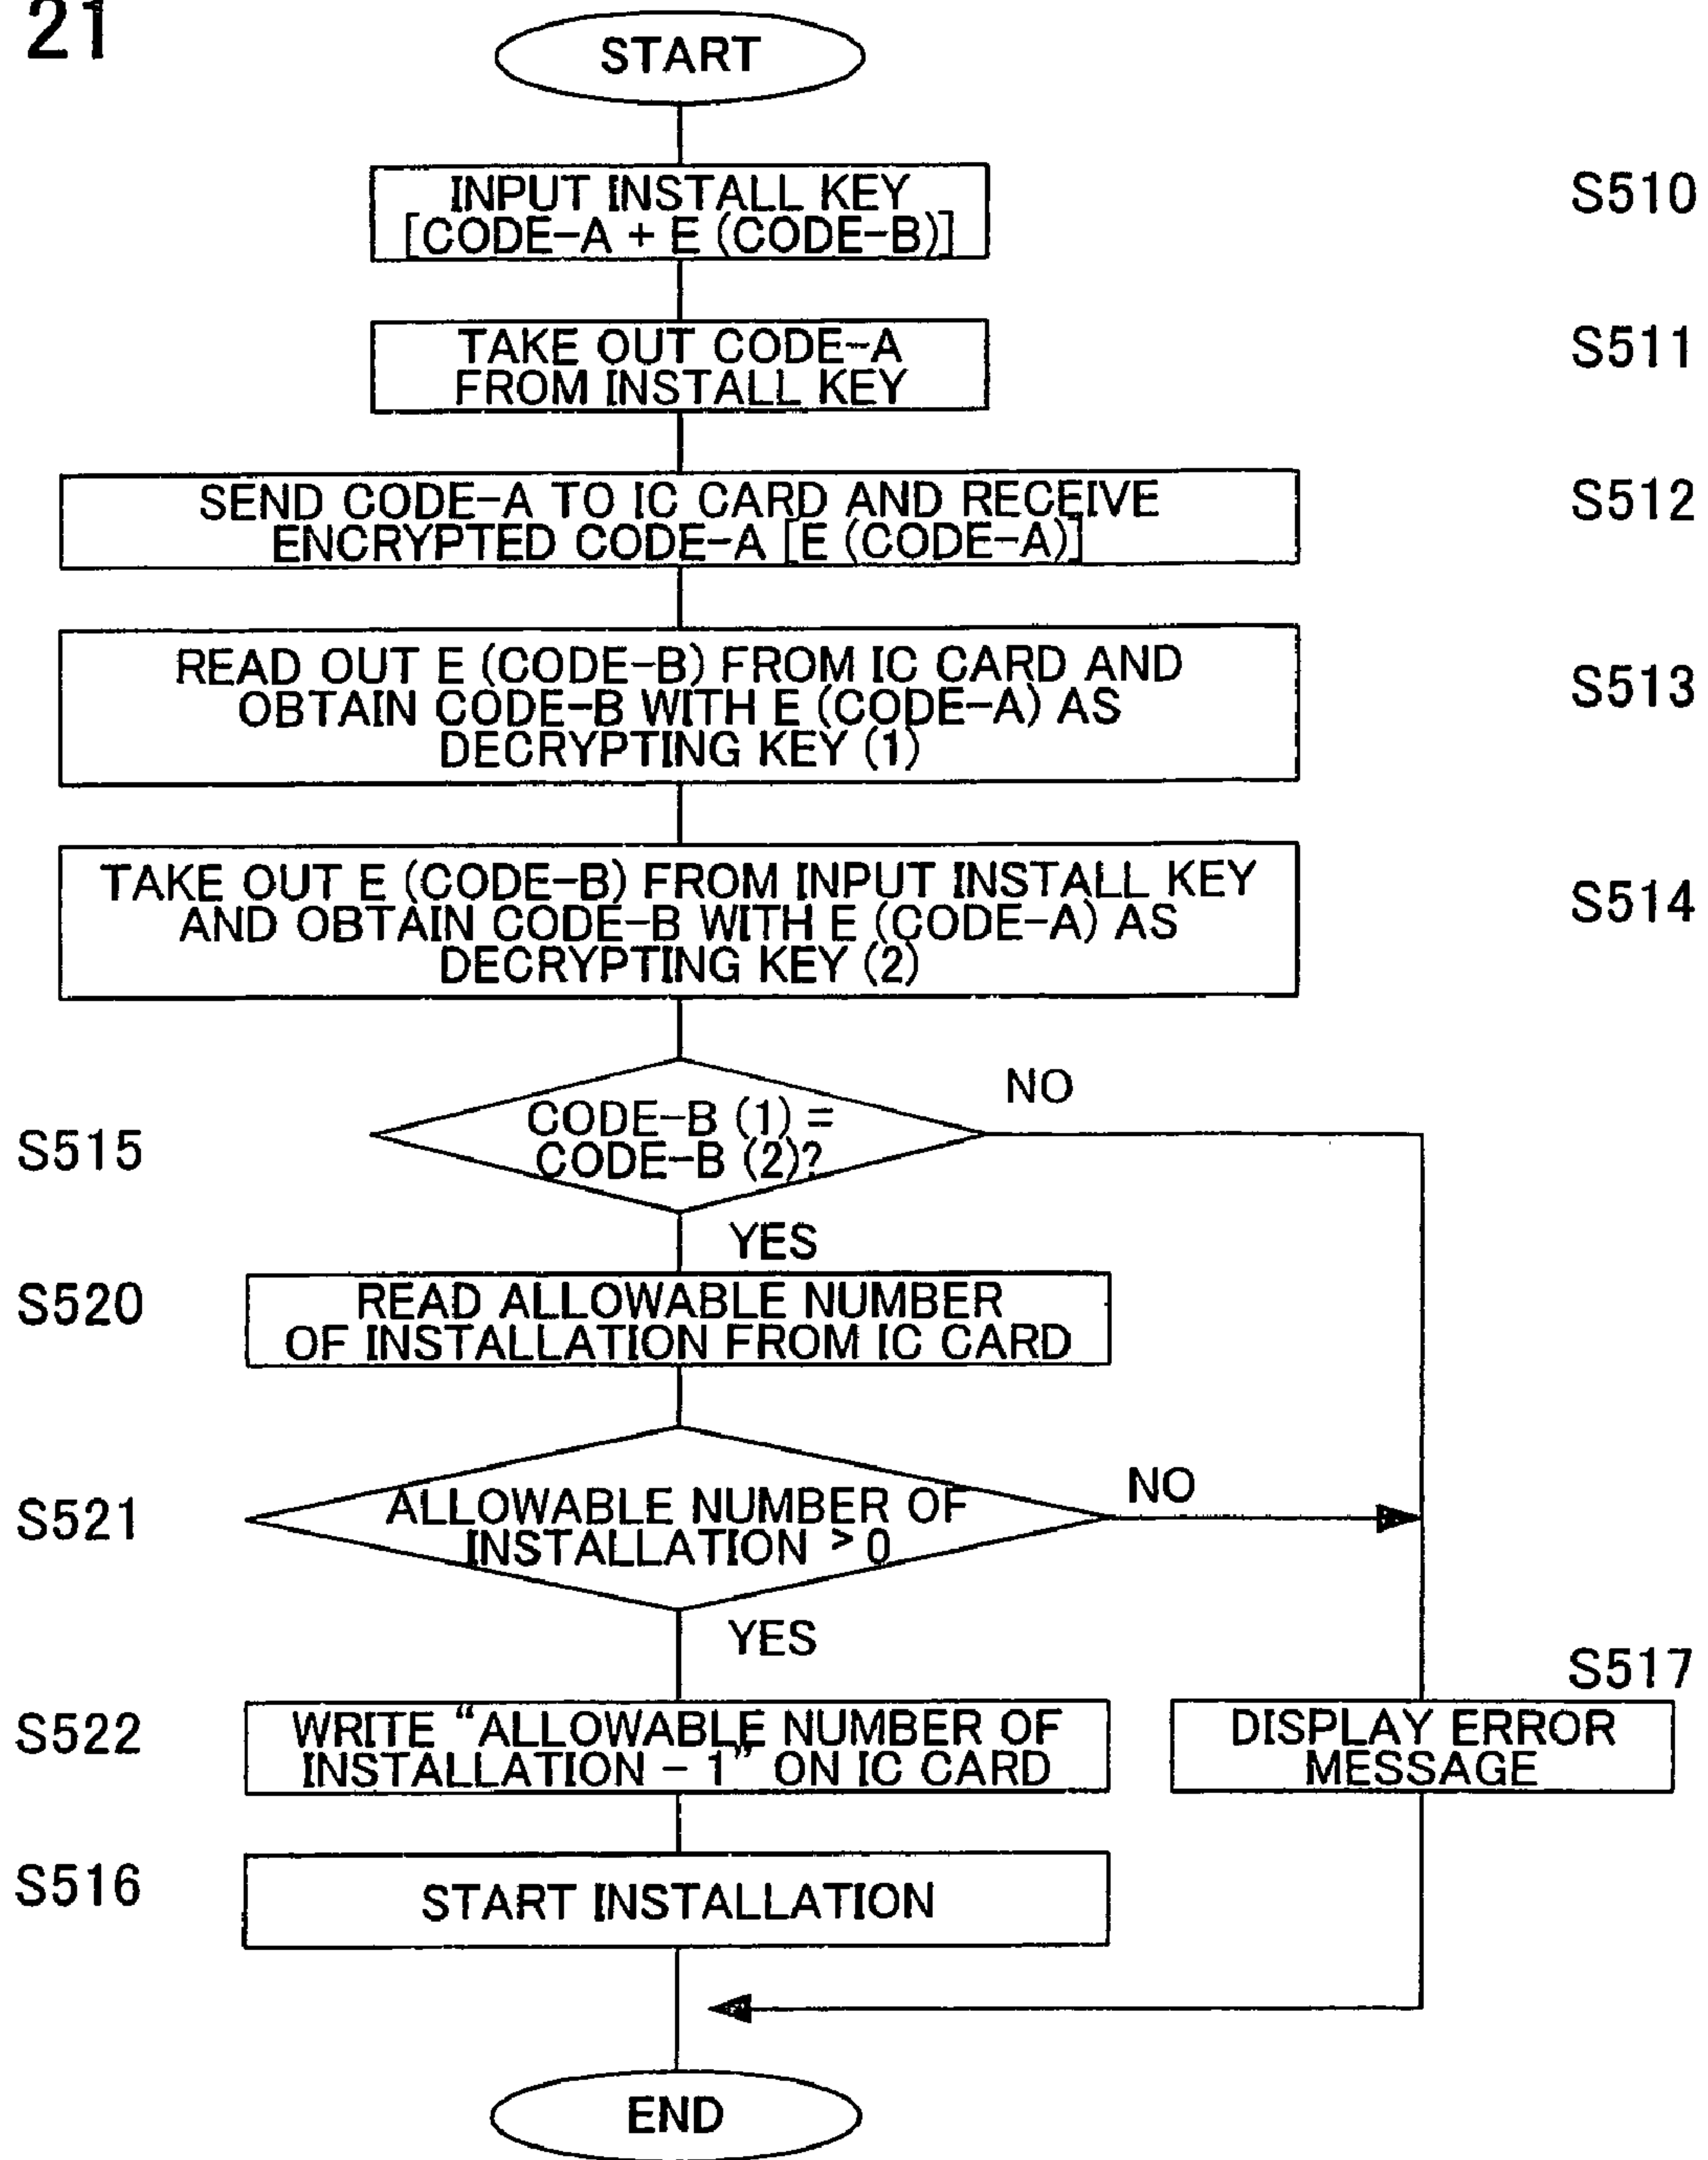 21
START
INPUT INSTALL KEY
[CODE-A + E (CODE-B)]
S510
TAKE OUT CODE-A
FROM INSTALL KEY
S511
SEND CODE-A TO IC CARD AND RECEIVE
ENCRYPTED CODE-A [E (CODE-A)]
S512
READ OUT E (CODE-B) FROM IC CARD AND
OBTAIN CODE-B WITH E (CODE-A) AS
DECRYPTING KEY (1)
S513
TAKE OUT E (CODE-B) FROM INPUT INSTALL KEY
AND OBTAIN CODE-B WITH E (CODE-A) AS
DECRYPTING KEY (2)
S514
NO
CODE-B (1) =
CODE-B (2)?
S515
YES
S520
READ ALLOWABLE NUMBER
OF INSTALLATION FROM IC CARD
NO
S521
ALLOWABLE NUMBER OF
INSTALLATION > 0
YES
S517
S522
WRITE “ALLOWABLE NUMBER OF
INSTALLATION - 1” ON IC CARD
DISPLAY ERROR
MESSAGE
S516
START INSTALLATION
END